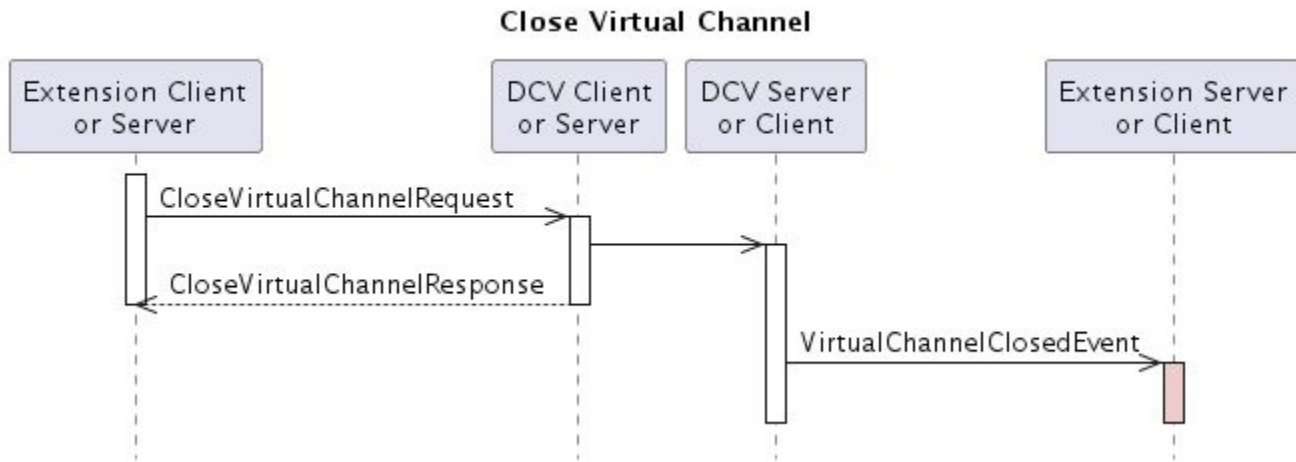 Close Virtual Channel
Extension Client
or Server
DCV Client
or Server
DCV Server
or Client
Extension Server
or Client
CloseVirtualChannelRequest
CloseVirtualChannelResponse
VirtualChannelClosedEvent